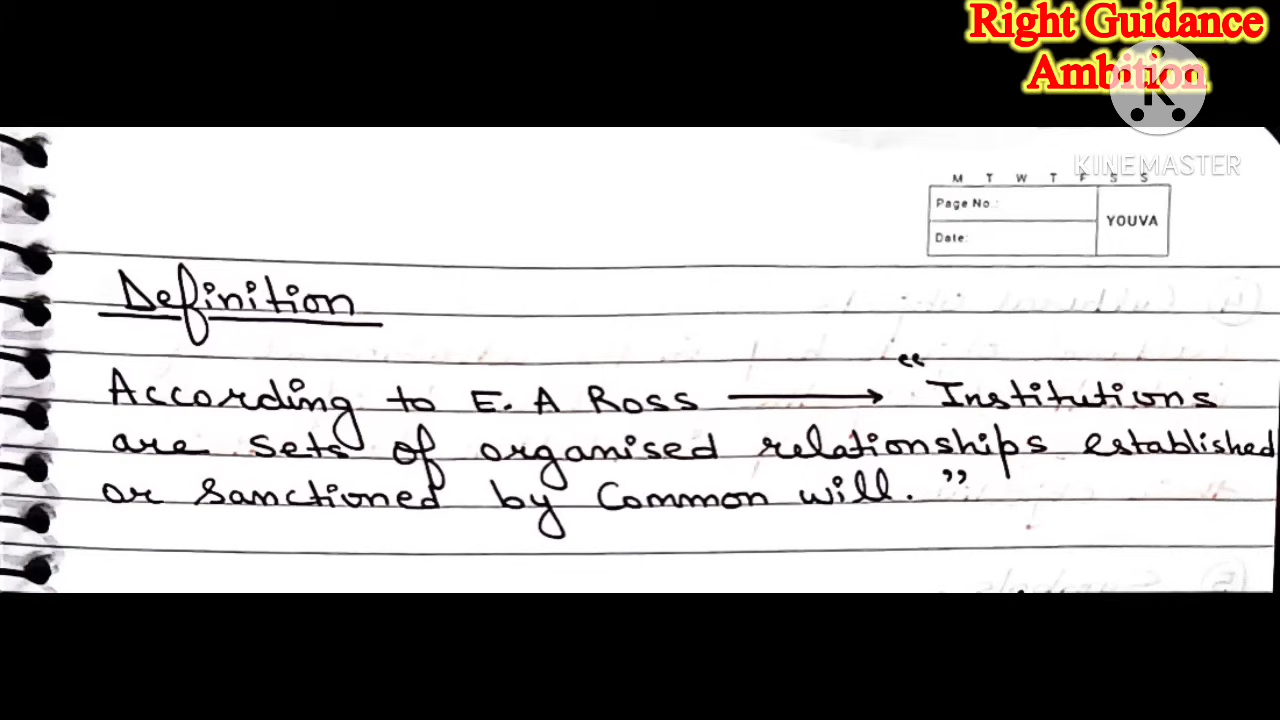 Right Guidance
Ambition
K
KINEMASTER
M T W T F S S
Page No.:
YOUVA
Date:
Definition
According to E. A Ross → “Institutions
are sets of organised relationships established
or sanctioned by Common will.”